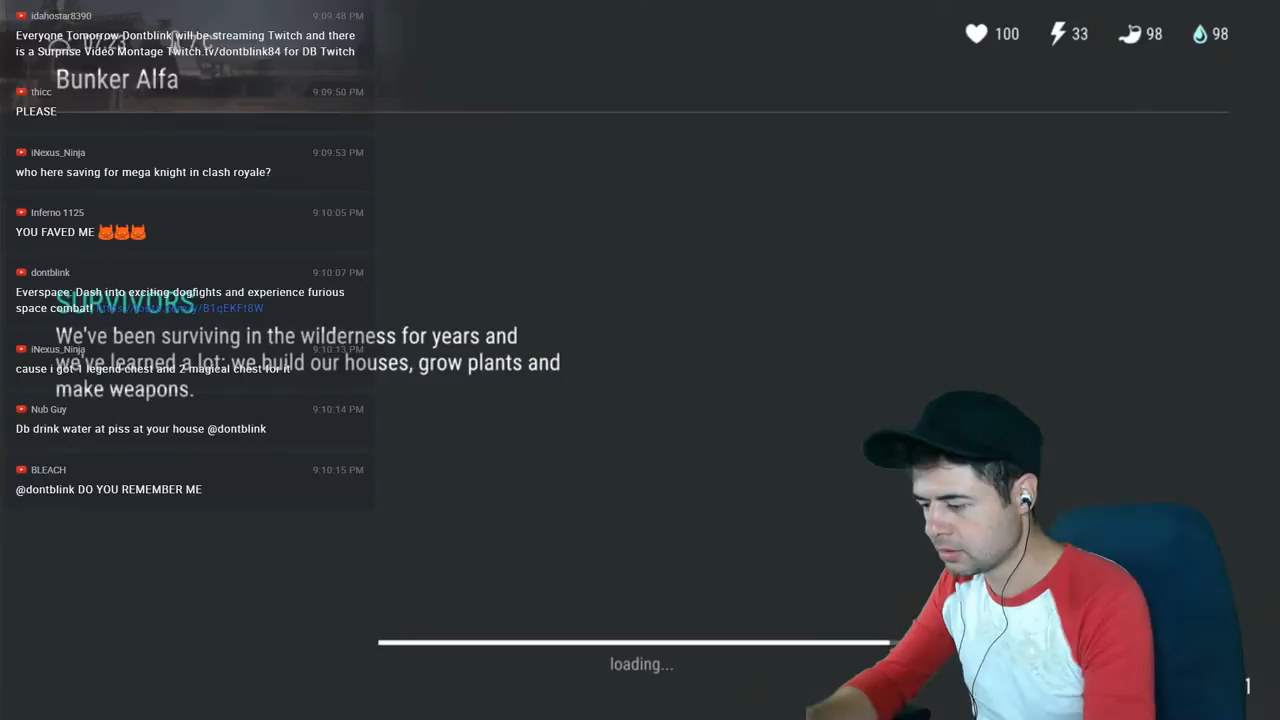 idahostar8390 9:09:48 PM
Everyone Tomorrow Dontblink will be streaming Twitch and there
is a Surprise Video Montage Twitch.tv/dontblink84 for DB Twitch
Bunker Alfa
thicc 9:09:50 PM
PLEASE
iNexus_Ninja 9:09:53 PM
who here saving for mega knight in clash royale?
Inferno 1125 9:10:05 PM
YOU FAVED ME
dontblink 9:10:07 PM
Everspace: Dash into exciting dogfights and experience furious
space combat!
SURVIVORS
We've been surviving in the wilderness for years and
we've learned a lot: we build our houses, grow plants and
make weapons.
iNexus_Ninja 9:10:13 PM
cause i got 1 legend chest and 2 magical chest for it
Nub Guy 9:10:14 PM
Db drink water at piss at your house @dontblink
BLEACH 9:10:15 PM
@dontblink DO YOU REMEMBER ME
100 33 98 98
loading...
1